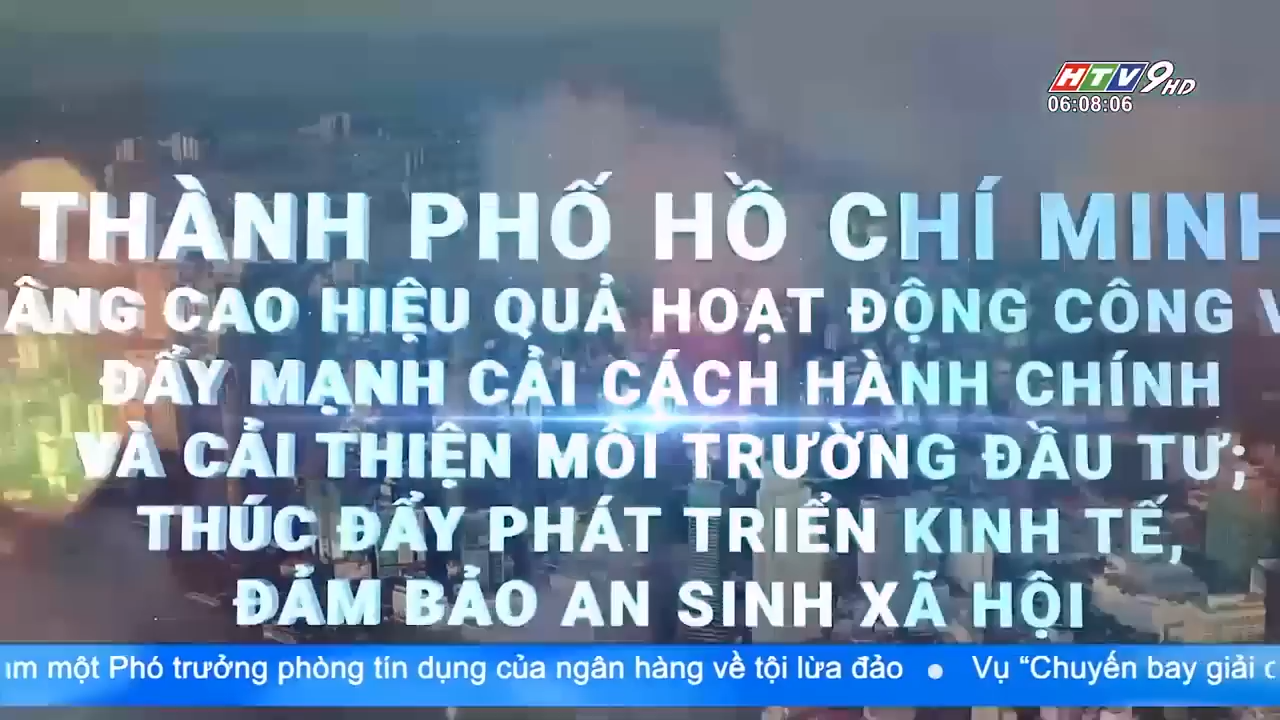 HTV9 HD
06:08:06
THÀNH PHỐ HỒ CHÍ MINH
ÂNG CAO HIỆU QUẢ HOẠT ĐỘNG CÔNG V
ĐẨY MẠNH CẢI CÁCH HÀNH CHÍNH
VÀ CẢI THIỆN MÔI TRƯỜNG ĐẦU TƯ;
THÚC ĐẨY PHÁT TRIỂN KINH TẾ,
ĐẢM BẢO AN SINH XÃ HỘI
am một Phó trưởng phòng tín dụng của ngân hàng về tội lừa đảo ● Vụ “Chuyến bay giải c